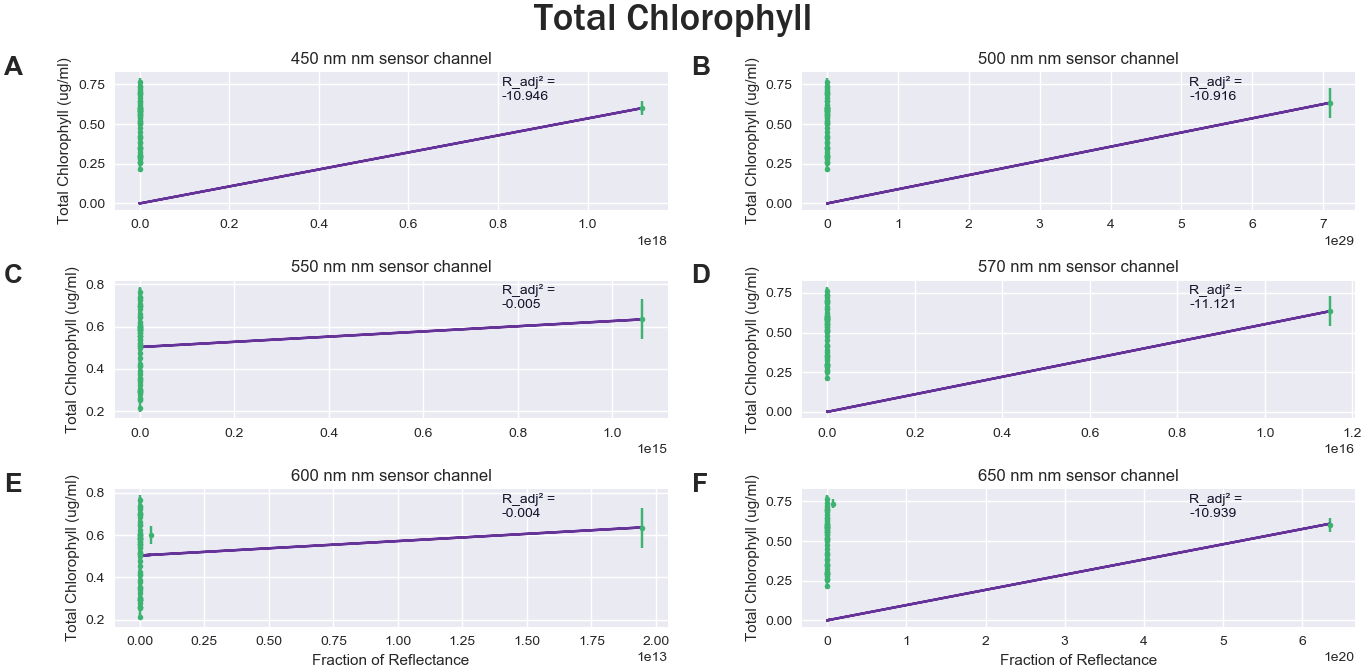 Total Chlorophyll
A
450 nm nm sensor channel
Total Chlorophyll (ug/ml)
0.75
0.50
0.25
0.00
R_adj² =
-10.946
0.0 0.2 0.4 0.6 0.8 1.0
1e18
B
500 nm nm sensor channel
Total Chlorophyll (ug/ml)
0.75
0.50
0.25
0.00
R_adj² =
-10.916
0 1 2 3 4 5 6 7
1e29
C
550 nm nm sensor channel
Total Chlorophyll (ug/ml)
0.8
0.6
0.4
0.2
R_adj² =
-0.005
0.0 0.2 0.4 0.6 0.8 1.0
1e15
D
570 nm nm sensor channel
Total Chlorophyll (ug/ml)
0.75
0.50
0.25
0.00
R_adj² =
-11.121
0.0 0.2 0.4 0.6 0.8 1.0 1.2
1e16
E
600 nm nm sensor channel
Total Chlorophyll (ug/ml)
0.8
0.6
0.4
0.2
R_adj² =
-0.004
0.00 0.25 0.50 0.75 1.00 1.25 1.50 1.75 2.00
1e13
Fraction of Reflectance
F
650 nm nm sensor channel
Total Chlorophyll (ug/ml)
0.75
0.50
0.25
0.00
R_adj² =
-10.939
0 1 2 3 4 5 6
1e20
Fraction of Reflectance